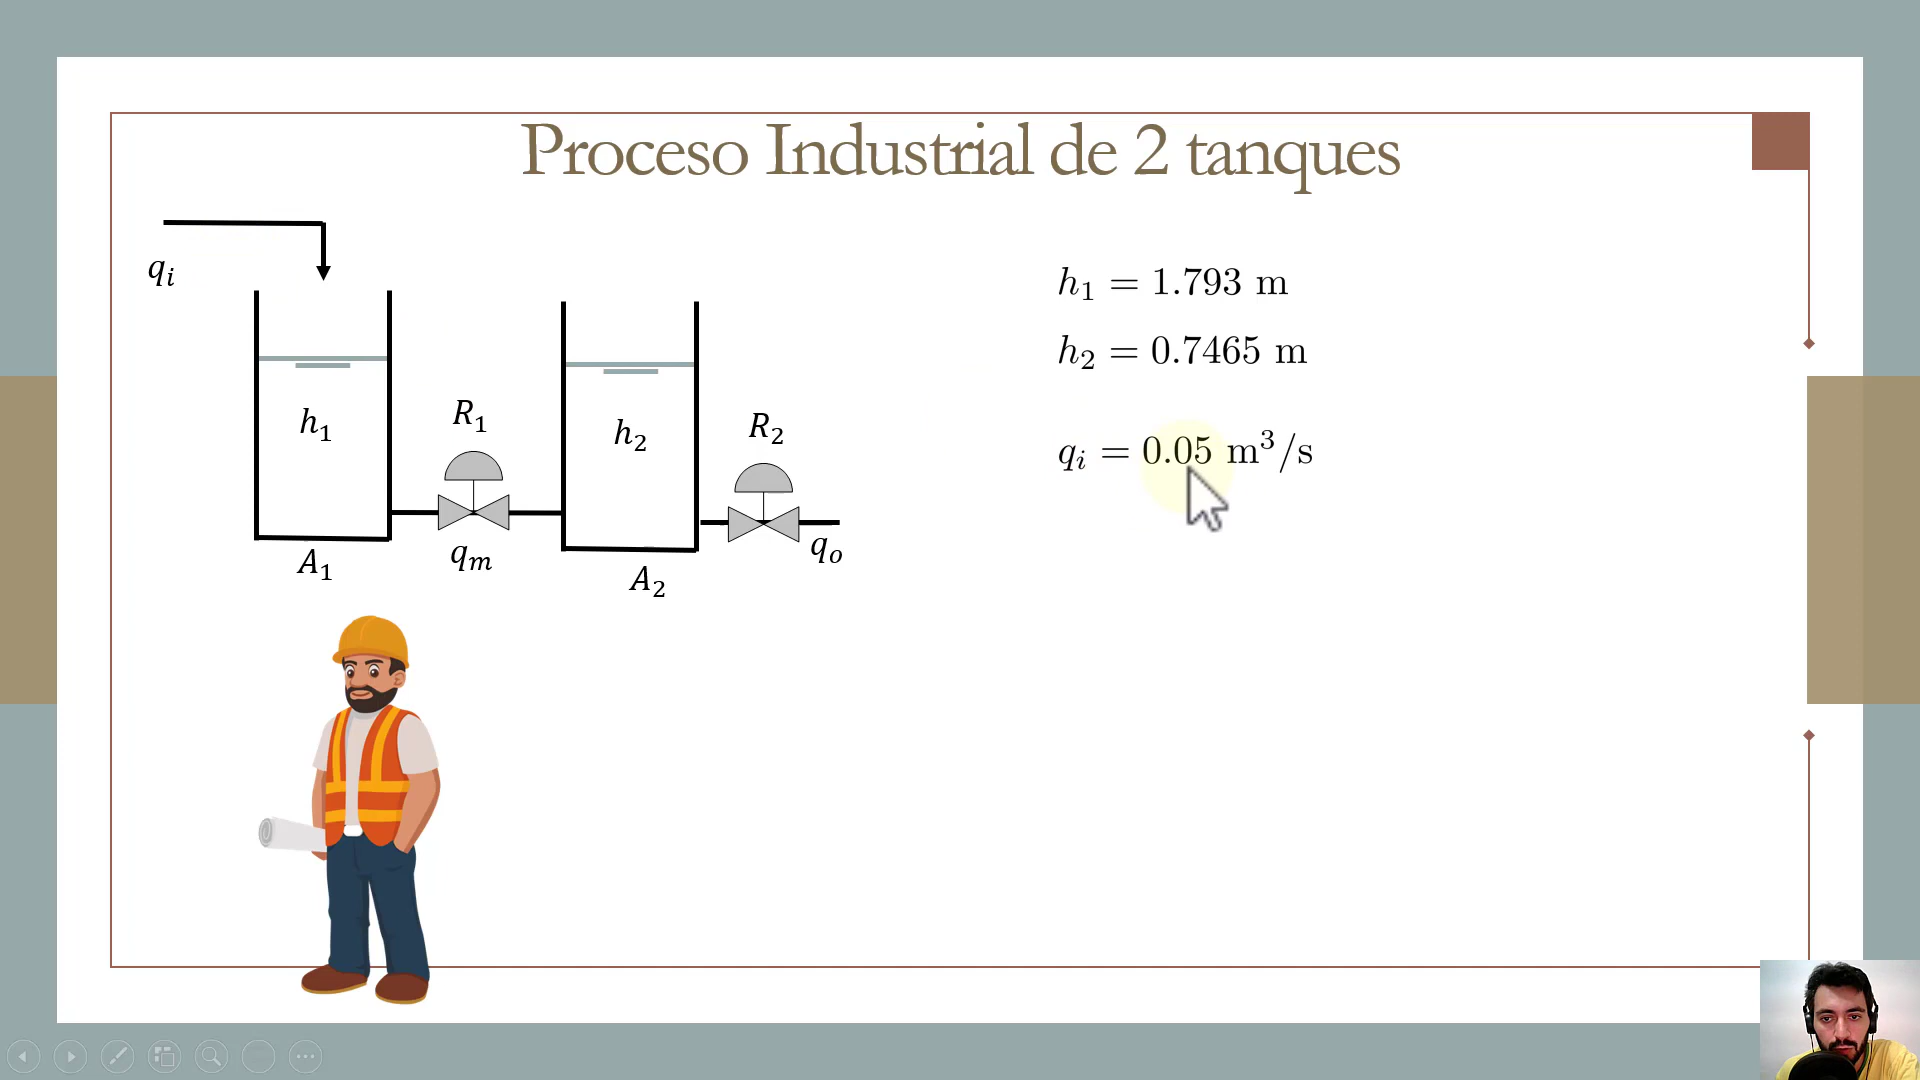 Proceso Industrial de 2 tanques
qᵢ
h₁ = 1.793 m
h₂ = 0.7465 m
qᵢ = 0.05 m³/s
h₁
R₁
h₂
R₂
A₁
qₘ
A₂
qₒ